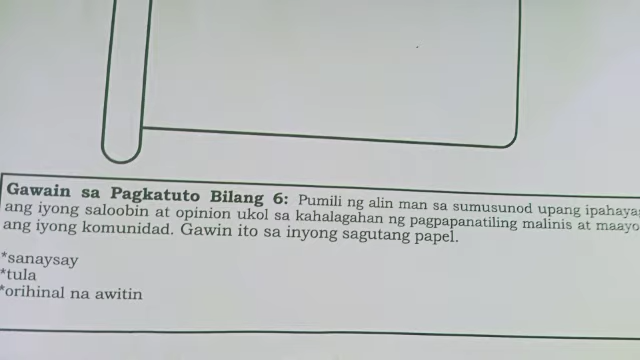 Gawain sa Pagkatuto Bilang 6: Pumili ng alin man sa sumusunod upang
ang iyong saloobin at opinion ukol sa kahalagahan ng pagpapanatiling malinis at
ang iyong komunidad. Gawin ito sa inyong sagutang papel.
*sanaysay
*tula
*orihinal na awitin